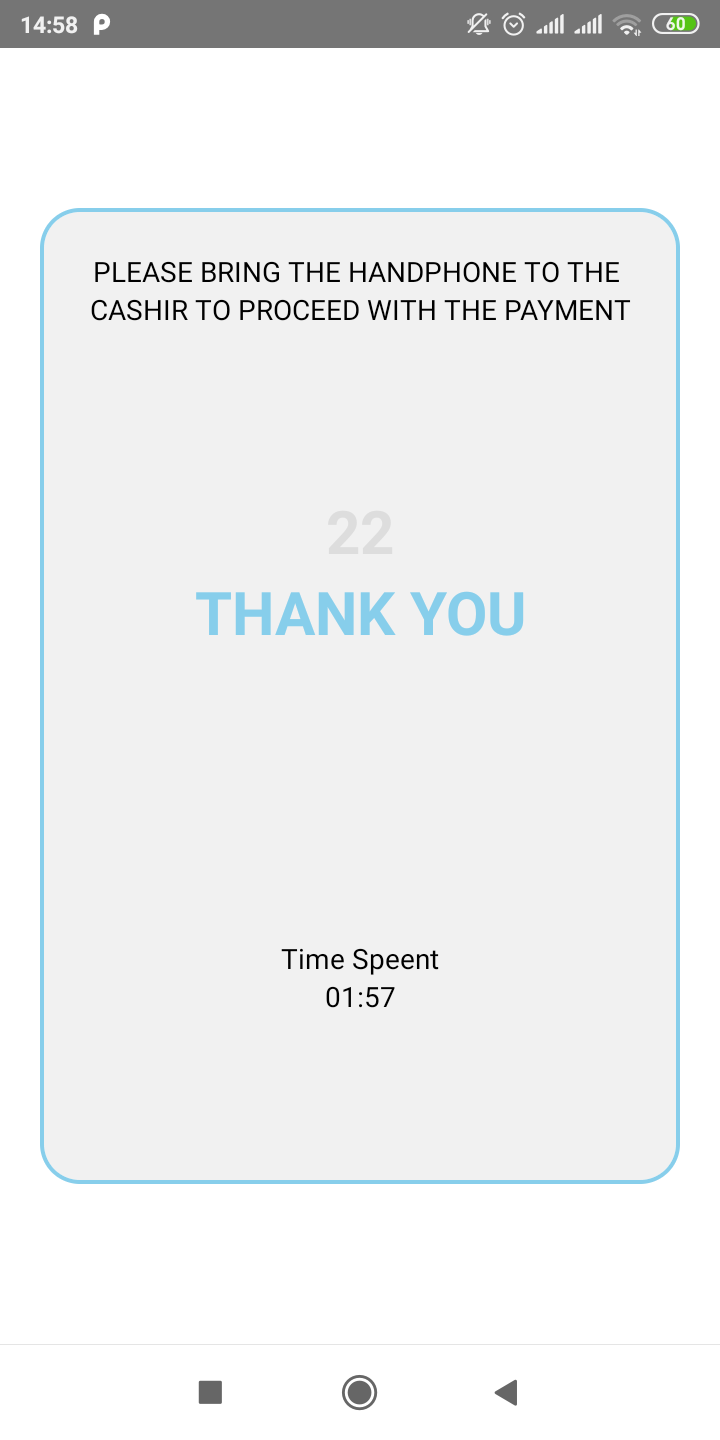 14:58
60
PLEASE BRING THE HANDPHONE TO THE
CASHIR TO PROCEED WITH THE PAYMENT
22
THANK YOU
Time Speent
01:57